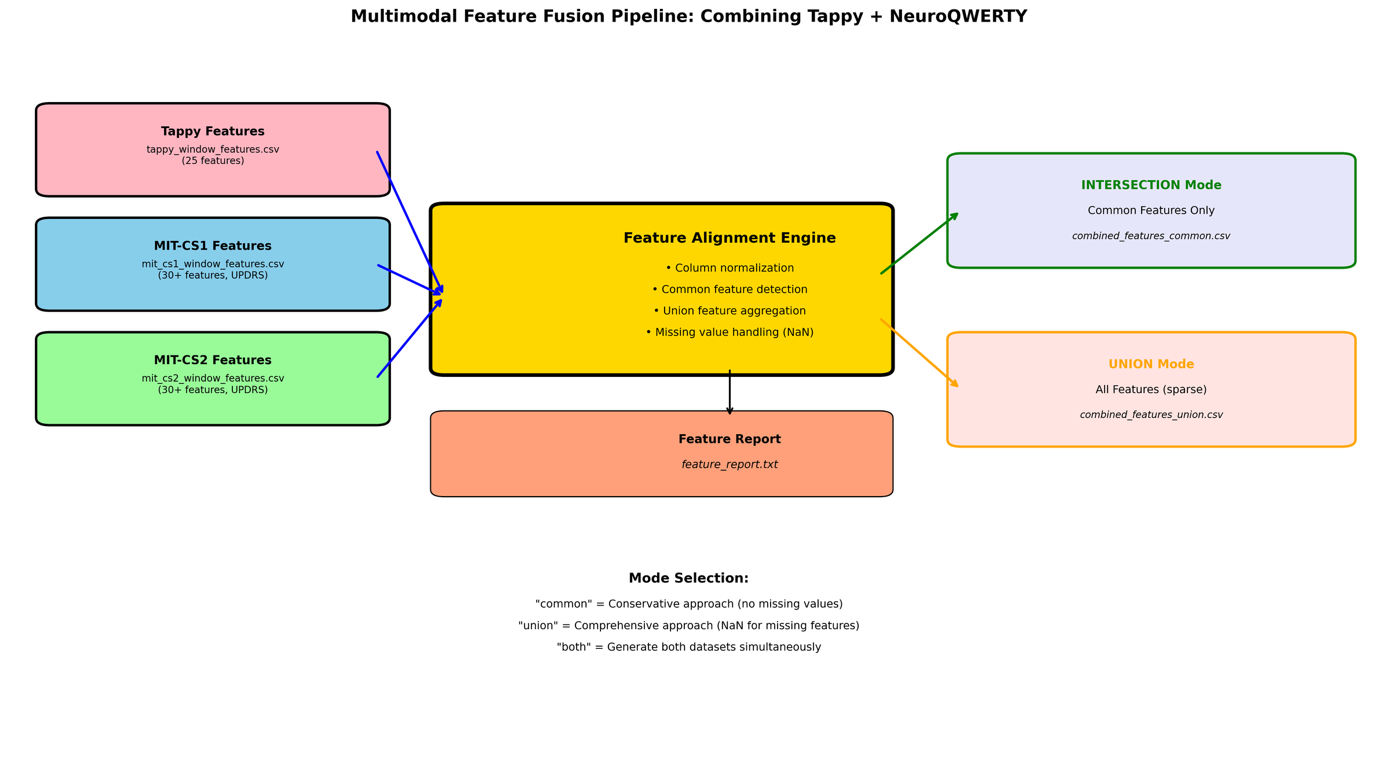 Multimodal Feature Fusion Pipeline: Combining Tappy + NeuroQWERTY
Tappy Features
tappy_window_features.csv
(25 features)
MIT-CS1 Features
mit_cs1_window_features.csv
(30+ features, UPDRS)
MIT-CS2 Features
mit_cs2_window_features.csv
(30+ features, UPDRS)
Feature Alignment Engine
• Column normalization
• Common feature detection
• Union feature aggregation
• Missing value handling (NaN)
Feature Report
feature_report.txt
INTERSECTION Mode
Common Features Only
combined_features_common.csv
UNION Mode
All Features (sparse)
combined_features_union.csv
Mode Selection:
"common" = Conservative approach (no missing values)
"union" = Comprehensive approach (NaN for missing features)
"both" = Generate both datasets simultaneously